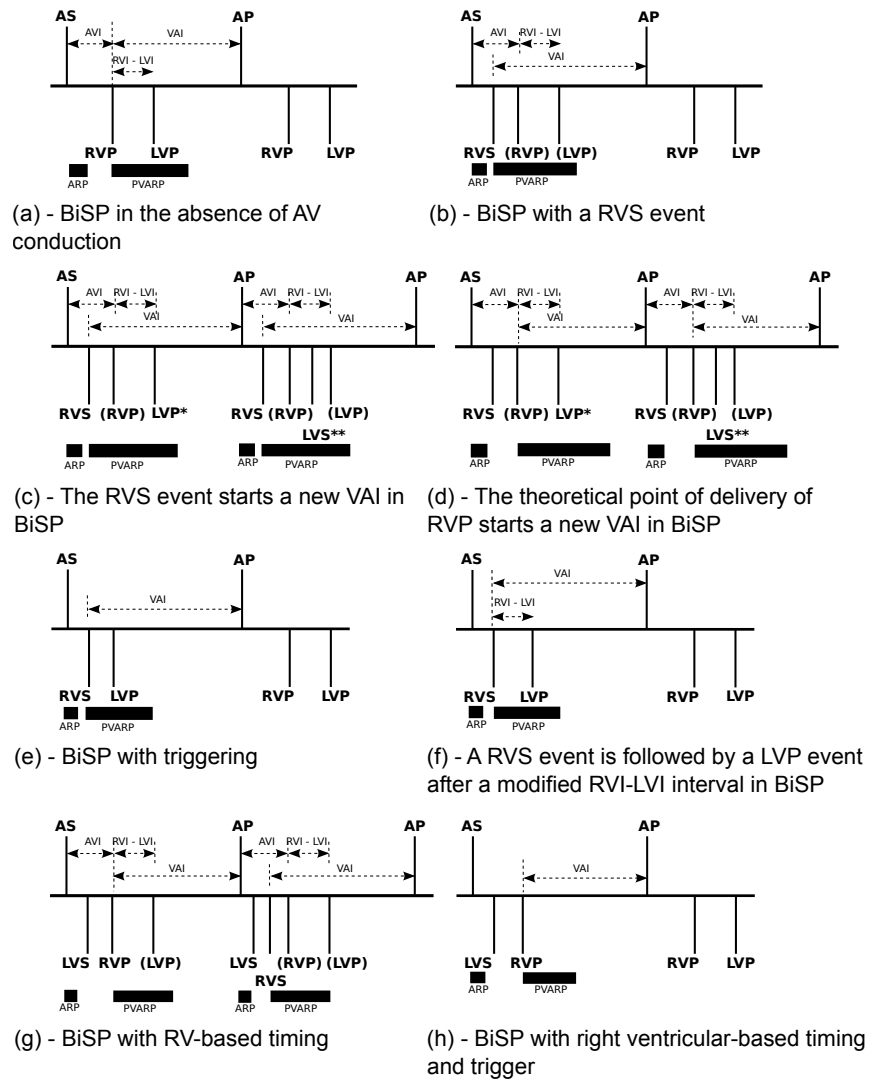 AS AP
AVI VAI
RVI - LVI
RVP LVP RVP LVP
ARP PVARP
(a) - BiSP in the absence of AV
conduction
AS AP
AVI RVI - LVI
VAI
RVS (RVP) (LVP) RVP LVP
ARP PVARP
(b) - BiSP with a RVS event
AS AP AP
AVI RVI - LVI AVI RVI - LVI
VAI VAI
RVS (RVP) LVP* RVS (RVP) (LVP)
LVS**
ARP PVARP ARP PVARP
(c) - The RVS event starts a new VAI in
BiSP
AS AP AP
AVI RVI - LVI AVI RVI - LVI
VAI VAI
RVS (RVP) LVP* RVS (RVP) (LVP)
LVS**
ARP PVARP ARP PVARP
(d) - The theoretical point of delivery of
RVP starts a new VAI in BiSP
AS AP
VAI
RVS LVP RVP LVP
ARP PVARP
(e) - BiSP with triggering
AS AP
VAI
RVI - LVI
RVS LVP RVP LVP
ARP PVARP
(f) - A RVS event is followed by a LVP event
after a modified RVI-LVI interval in BiSP
AS AP AP
AVI RVI - LVI AVI RVI - LVI
VAI VAI
LVS RVP (LVP) LVS (RVP) (LVP)
RVS
ARP PVARP ARP PVARP
(g) - BiSP with RV-based timing
AS AP
VAI
LVS RVP RVP LVP
ARP PVARP
(h) - BiSP with right ventricular-based timing
and trigger